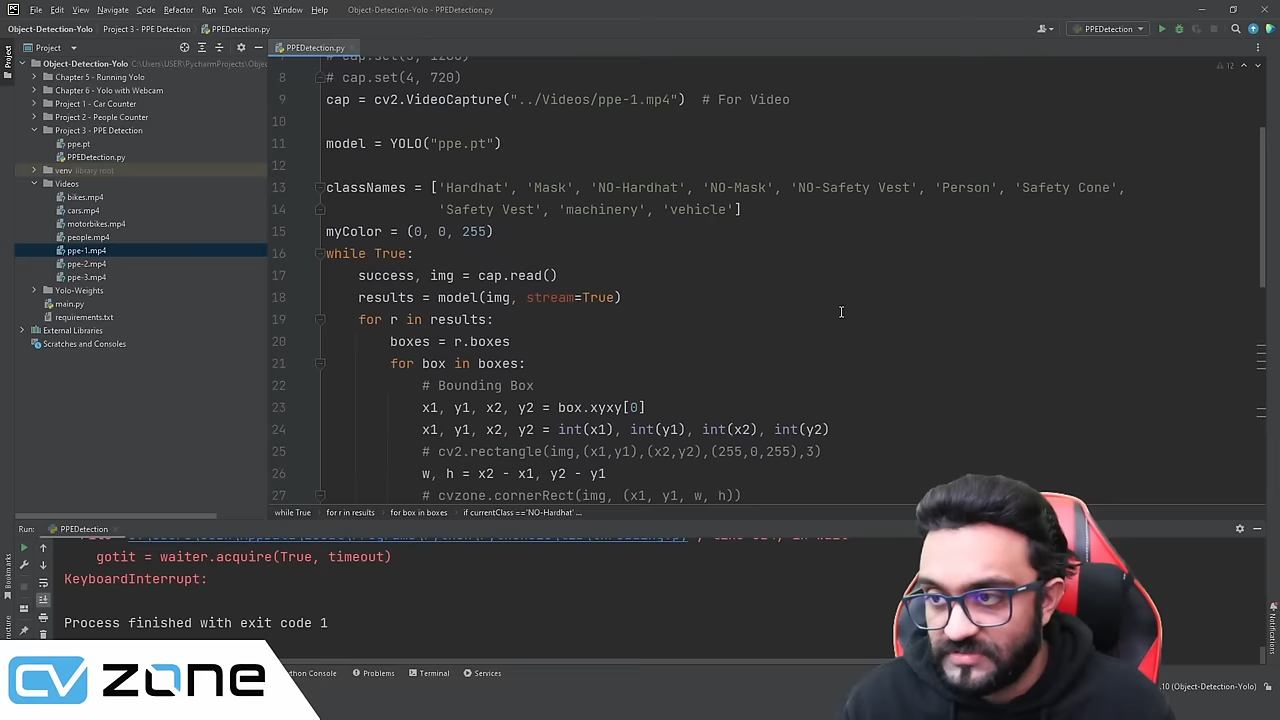 File Edit View Navigate Code Refactor Run Tools VCS Window Help Object-Detection-Yolo - PPEDetection.py
Object-Detection-Yolo Project 3 - PPE Detection PPEDetection.py PPEDetection
Project PPEDetection.py
Object-Detection-Yolo C:\Users\USER\PycharmProjects\Objec
Chapter 5 - Running Yolo
Chapter 6 - Yolo with Webcam
Project 1 - Car Counter
Project 2 - People Counter
Project 3 - PPE Detection
ppe.pt
PPEDetection.py
venv library root
Videos
bikes.mp4
cars.mp4
motorbikes.mp4
people.mp4
ppe-1.mp4
ppe-2.mp4
ppe-3.mp4
Yolo-Weights
main.py
requirements.txt
External Libraries
Scratches and Consoles
Project
12
8 # cap.set(4, 720)
9 cap = cv2.VideoCapture("../Videos/ppe-1.mp4") # For Video
10
11 model = YOLO("ppe.pt")
12
13 classNames = ['Hardhat', 'Mask', 'NO-Hardhat', 'NO-Mask', 'NO-Safety Vest', 'Person', 'Safety Cone',
14 'Safety Vest', 'machinery', 'vehicle']
15 myColor = (0, 0, 255)
16 while True:
17 success, img = cap.read()
18 results = model(img, stream=True)
19 for r in results:
20 boxes = r.boxes
21 for box in boxes:
22 # Bounding Box
23 x1, y1, x2, y2 = box.xyxy[0]
24 x1, y1, x2, y2 = int(x1), int(y1), int(x2), int(y2)
25 # cv2.rectangle(img,(x1,y1),(x2,y2),(255,0,255),3)
26 w, h = x2 - x1, y2 - y1
27 # cvzone.cornerRect(img, (x1, y1, w, h))
while True for r in results for box in boxes if currentClass =='NO-Hardhat' ...
Run: PPEDetection
gotit = waiter.acquire(True, timeout)
KeyboardInterrupt:
Process finished with exit code 1
Bookmarks
Notifications
Problems Terminal Services
(Object-Detection-Yolo)
CV ZONE